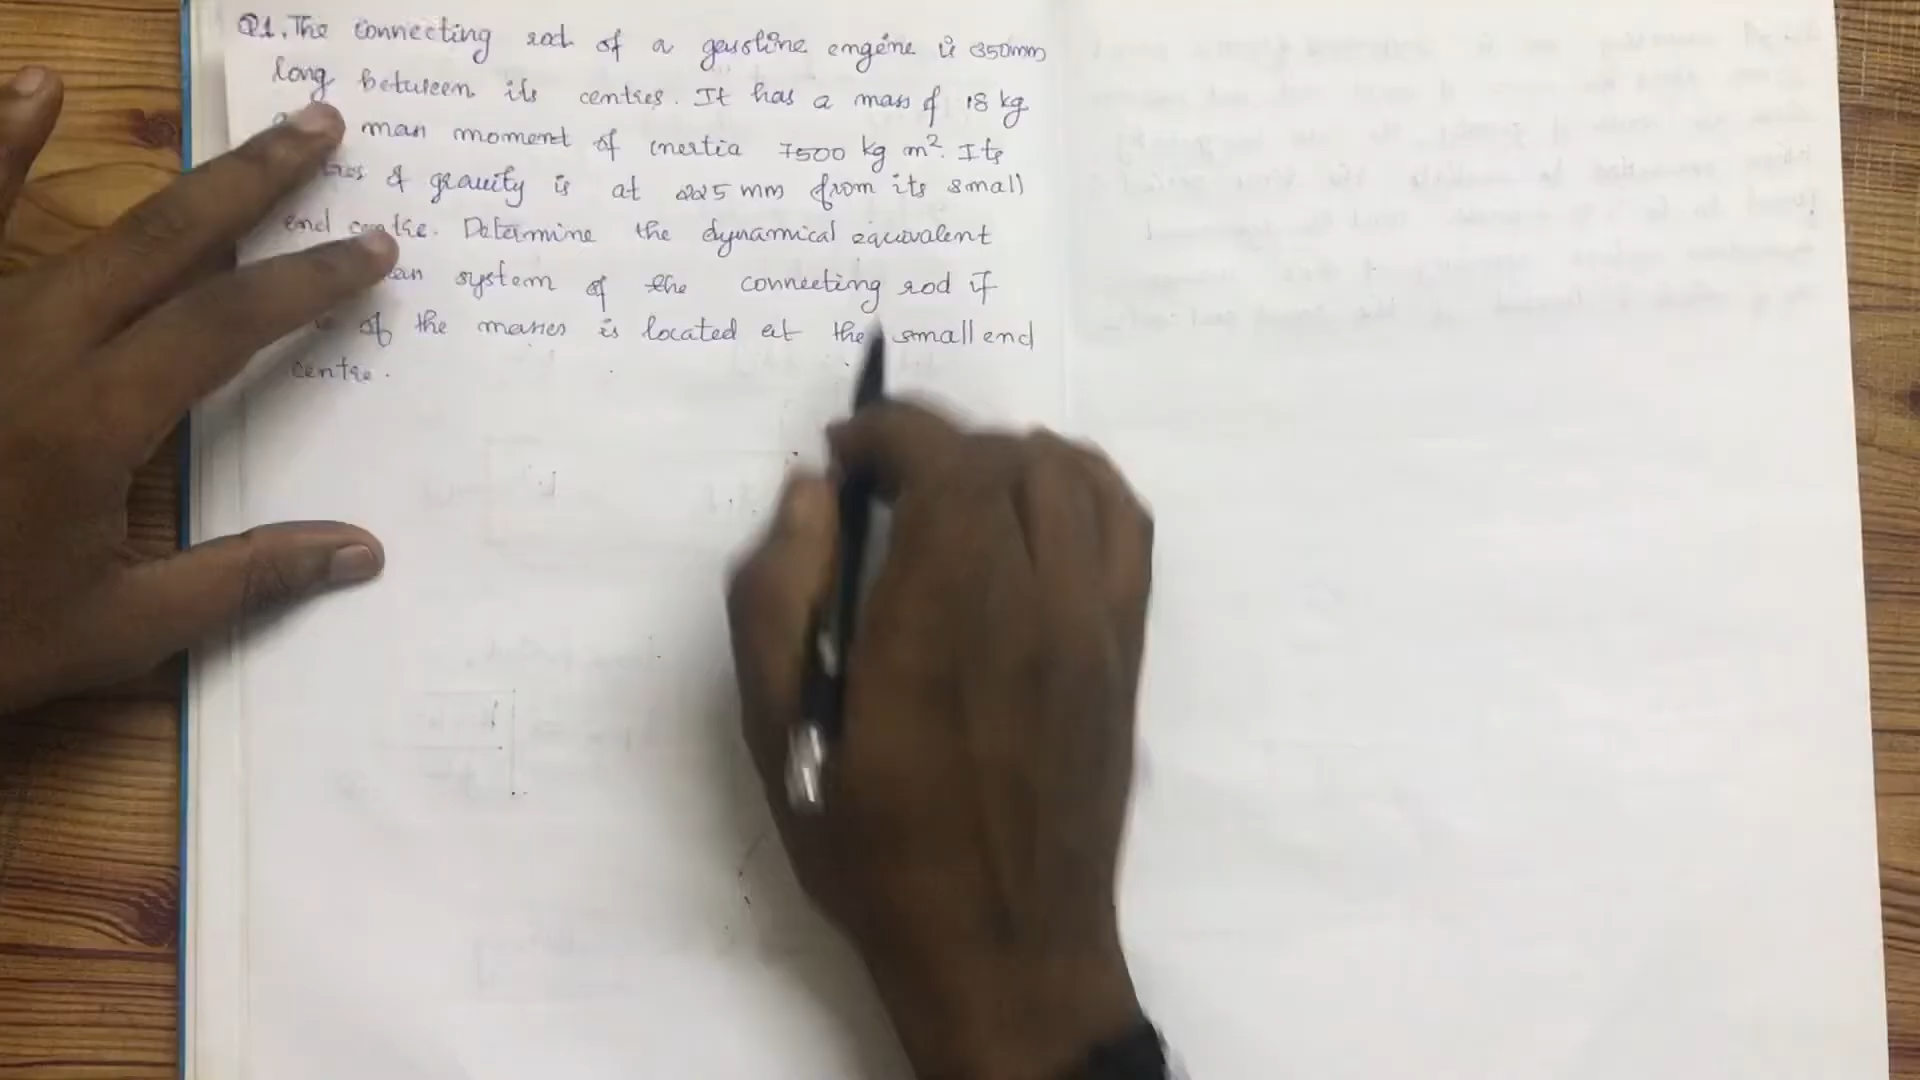 Q1. The connecting rod of a gasoline engine is 350mm
long between its centres. It has a mass of 18 kg
mass moment of inertia 7500 kg m². Its
of gravity is at 225 mm from its small
end centre. Determine the dynamical equivalent
system of the connecting rod if
of the masses is located at the small end
centre.